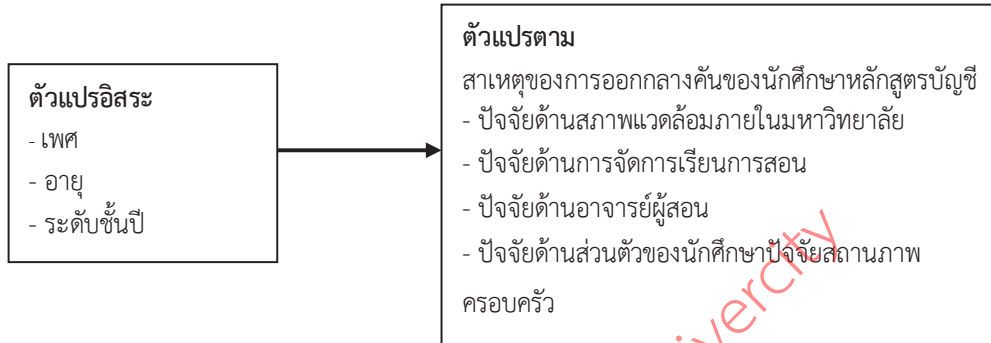 ตัวแปรอิสระ
- เพศ
- อายุ
- ระดับชั้นปี
ตัวแปรตาม
สาเหตุของการออกกลางคันของนักศึกษาหลักสูตรบัญชี
- ปัจจัยด้านสภาพแวดล้อมภายในมหาวิทยาลัย
- ปัจจัยด้านการจัดการเรียนการสอน
- ปัจจัยด้านอาจารย์ผู้สอน
- ปัจจัยด้านส่วนตัวของนักศึกษาปัจจัยสถานภาพ
ครอบครัว
ivercity